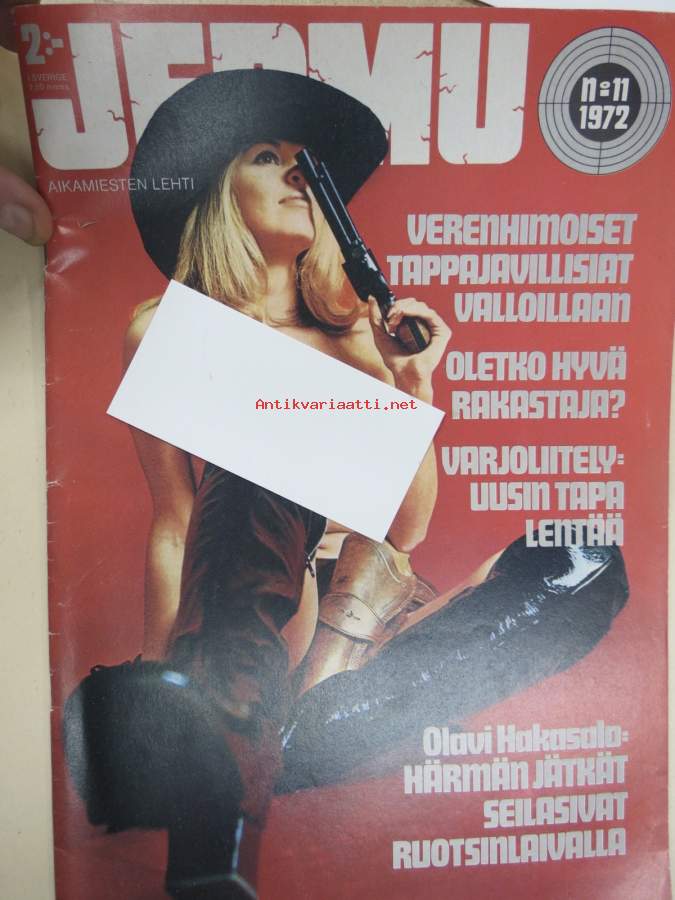 2:-
JERMU
I SVERIGE:
AIKAMIESTEN LEHTI
Nº11
1972
VERENHIMOISET
TAPPAJAVILLISIAT
VALLOILLAAN
OLETKO HYVÄ
RAKASTAJA?
Antikvariaatti.net
VARJOLIITELY:
UUSIN TAPA
LENTÄÄ
Olavi Hakasalo:
HÄRMÄN JÄTKÄT
SEILASIVAT
RUOTSINLAIVALLA